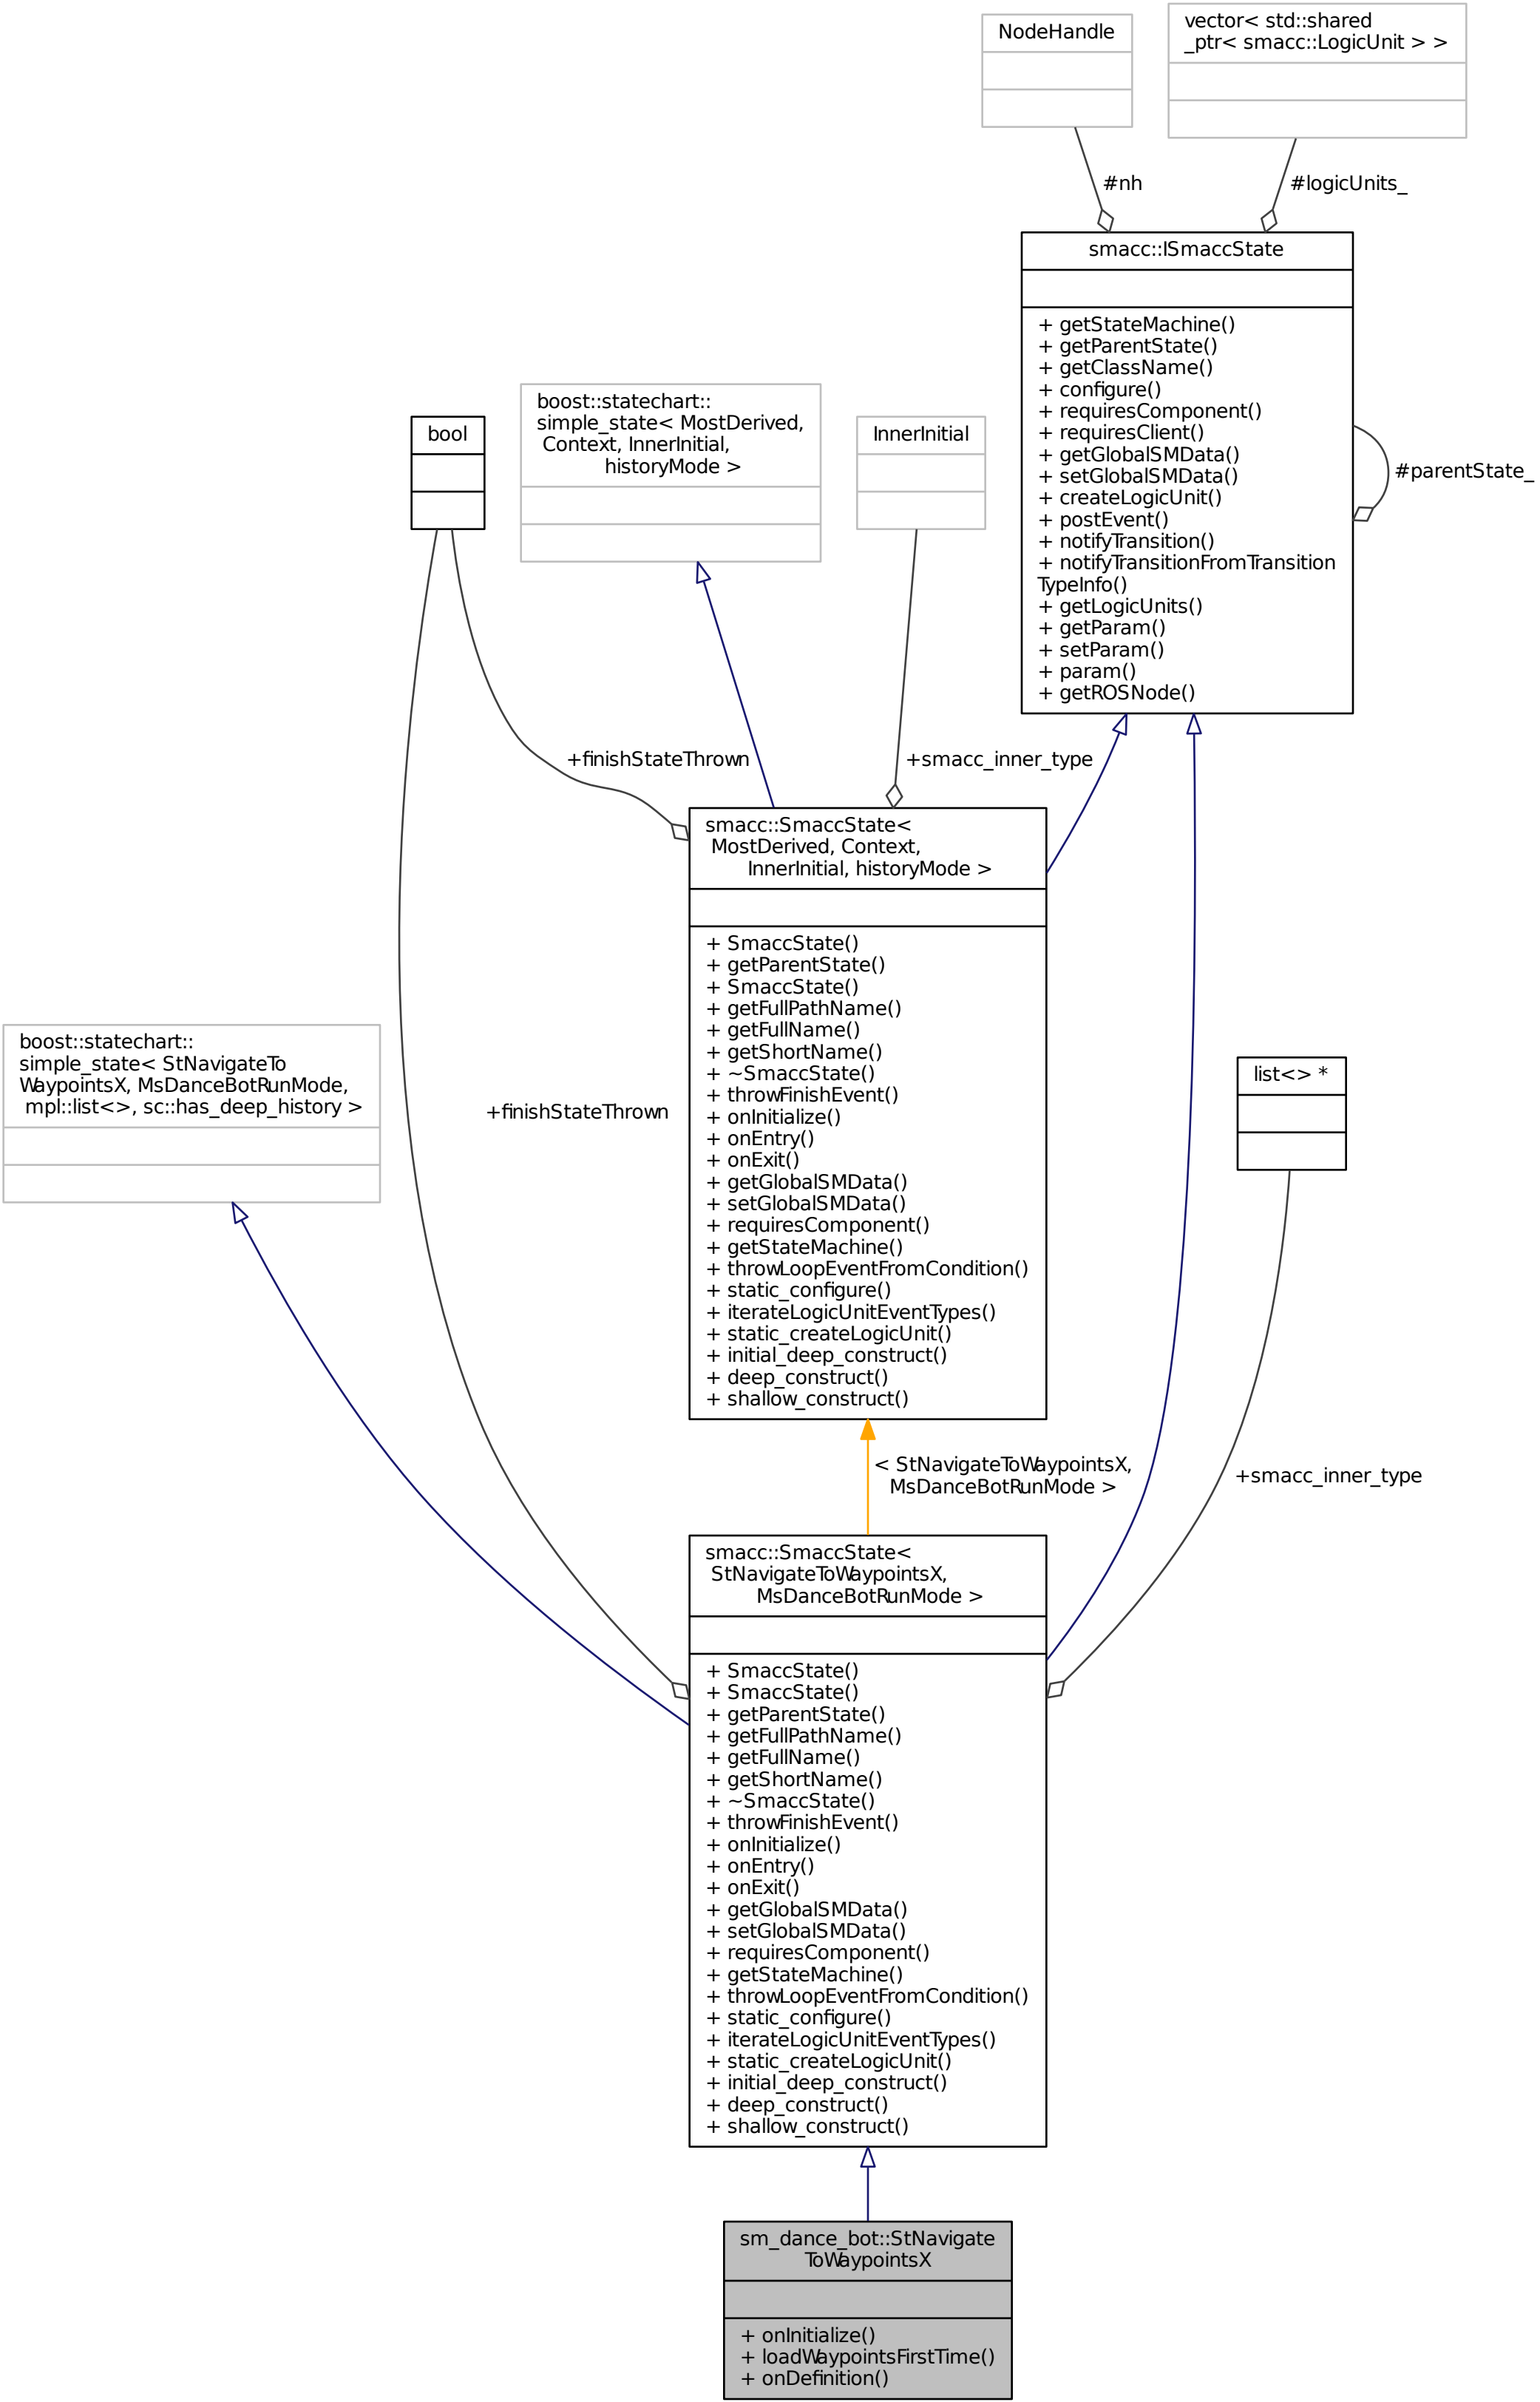 NodeHandle
vector< std::shared
_ptr< smacc::LogicUnit > >
#nh
#logicUnits_
smacc::ISmaccState
+ getStateMachine()
+ getParentState()
+ getClassName()
+ configure()
+ requiresComponent()
+ requiresClient()
+ getGlobalSMData()
+ setGlobalSMData()
+ createLogicUnit()
+ postEvent()
+ notifyTransition()
+ notifyTransitionFromTransition
TypeInfo()
+ getLogicUnits()
+ getParam()
+ setParam()
+ param()
+ getROSNode()
#parentState_
bool
boost::statechart::
simple_state< MostDerived,
Context, InnerInitial,
historyMode >
InnerInitial
+finishStateThrown
+smacc_inner_type
smacc::SmaccState<
MostDerived, Context,
InnerInitial, historyMode >
+ SmaccState()
+ getParentState()
+ SmaccState()
+ getFullPathName()
+ getFullName()
+ getShortName()
+ ~SmaccState()
+ throwFinishEvent()
+ onInitialize()
+ onEntry()
+ onExit()
+ getGlobalSMData()
+ setGlobalSMData()
+ requiresComponent()
+ getStateMachine()
+ throwLoopEventFromCondition()
+ static_configure()
+ iterateLogicUnitEventTypes()
+ static_createLogicUnit()
+ initial_deep_construct()
+ deep_construct()
+ shallow_construct()
boost::statechart::
simple_state< StNavigateTo
WaypointsX, MsDanceBotRunMode,
mpl::list<>, sc::has_deep_history >
+finishStateThrown
list<> *
< StNavigateToWaypointsX,
MsDanceBotRunMode >
+smacc_inner_type
smacc::SmaccState<
StNavigateToWaypointsX,
MsDanceBotRunMode >
+ SmaccState()
+ SmaccState()
+ getParentState()
+ getFullPathName()
+ getFullName()
+ getShortName()
+ ~SmaccState()
+ throwFinishEvent()
+ onInitialize()
+ onEntry()
+ onExit()
+ getGlobalSMData()
+ setGlobalSMData()
+ requiresComponent()
+ getStateMachine()
+ throwLoopEventFromCondition()
+ static_configure()
+ iterateLogicUnitEventTypes()
+ static_createLogicUnit()
+ initial_deep_construct()
+ deep_construct()
+ shallow_construct()
sm_dance_bot::StNavigate
ToWaypointsX
+ onInitialize()
+ loadWaypointsFirstTime()
+ onDefinition()